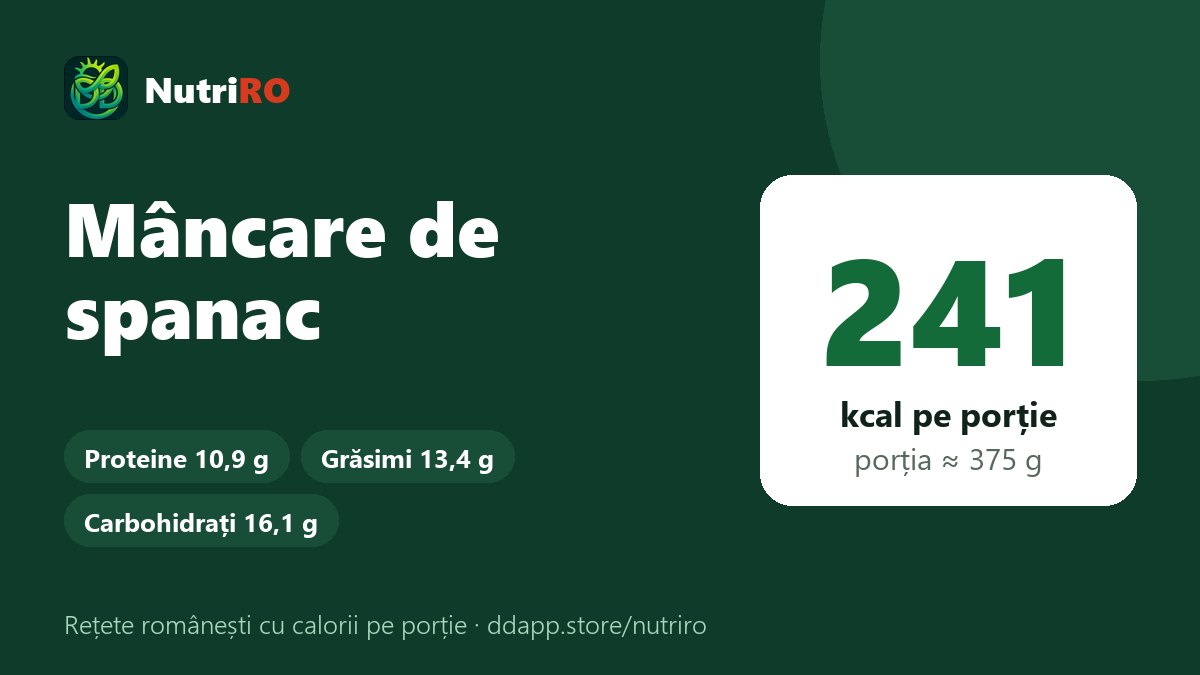 NutriRO
Mâncare de
spanac
Proteine 10,9 g
Grăsimi 13,4 g
Carbohidrați 16,1 g
241
kcal pe porție
porția ≈ 375 g
Rețete românești cu calorii pe porție · ddapp.store/nutriro